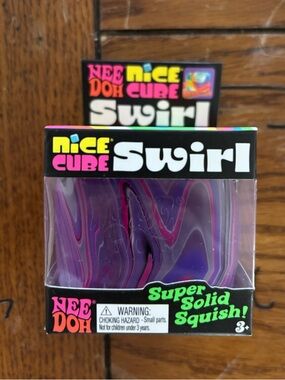 NEE DOH
NICE CUBE
Swirl
NICE CUBE
Swirl
NEE DOH
WARNING:
CHOKING HAZARD - Small parts.
Not for children under 3 years.
Super
Solid
Squish!
3+